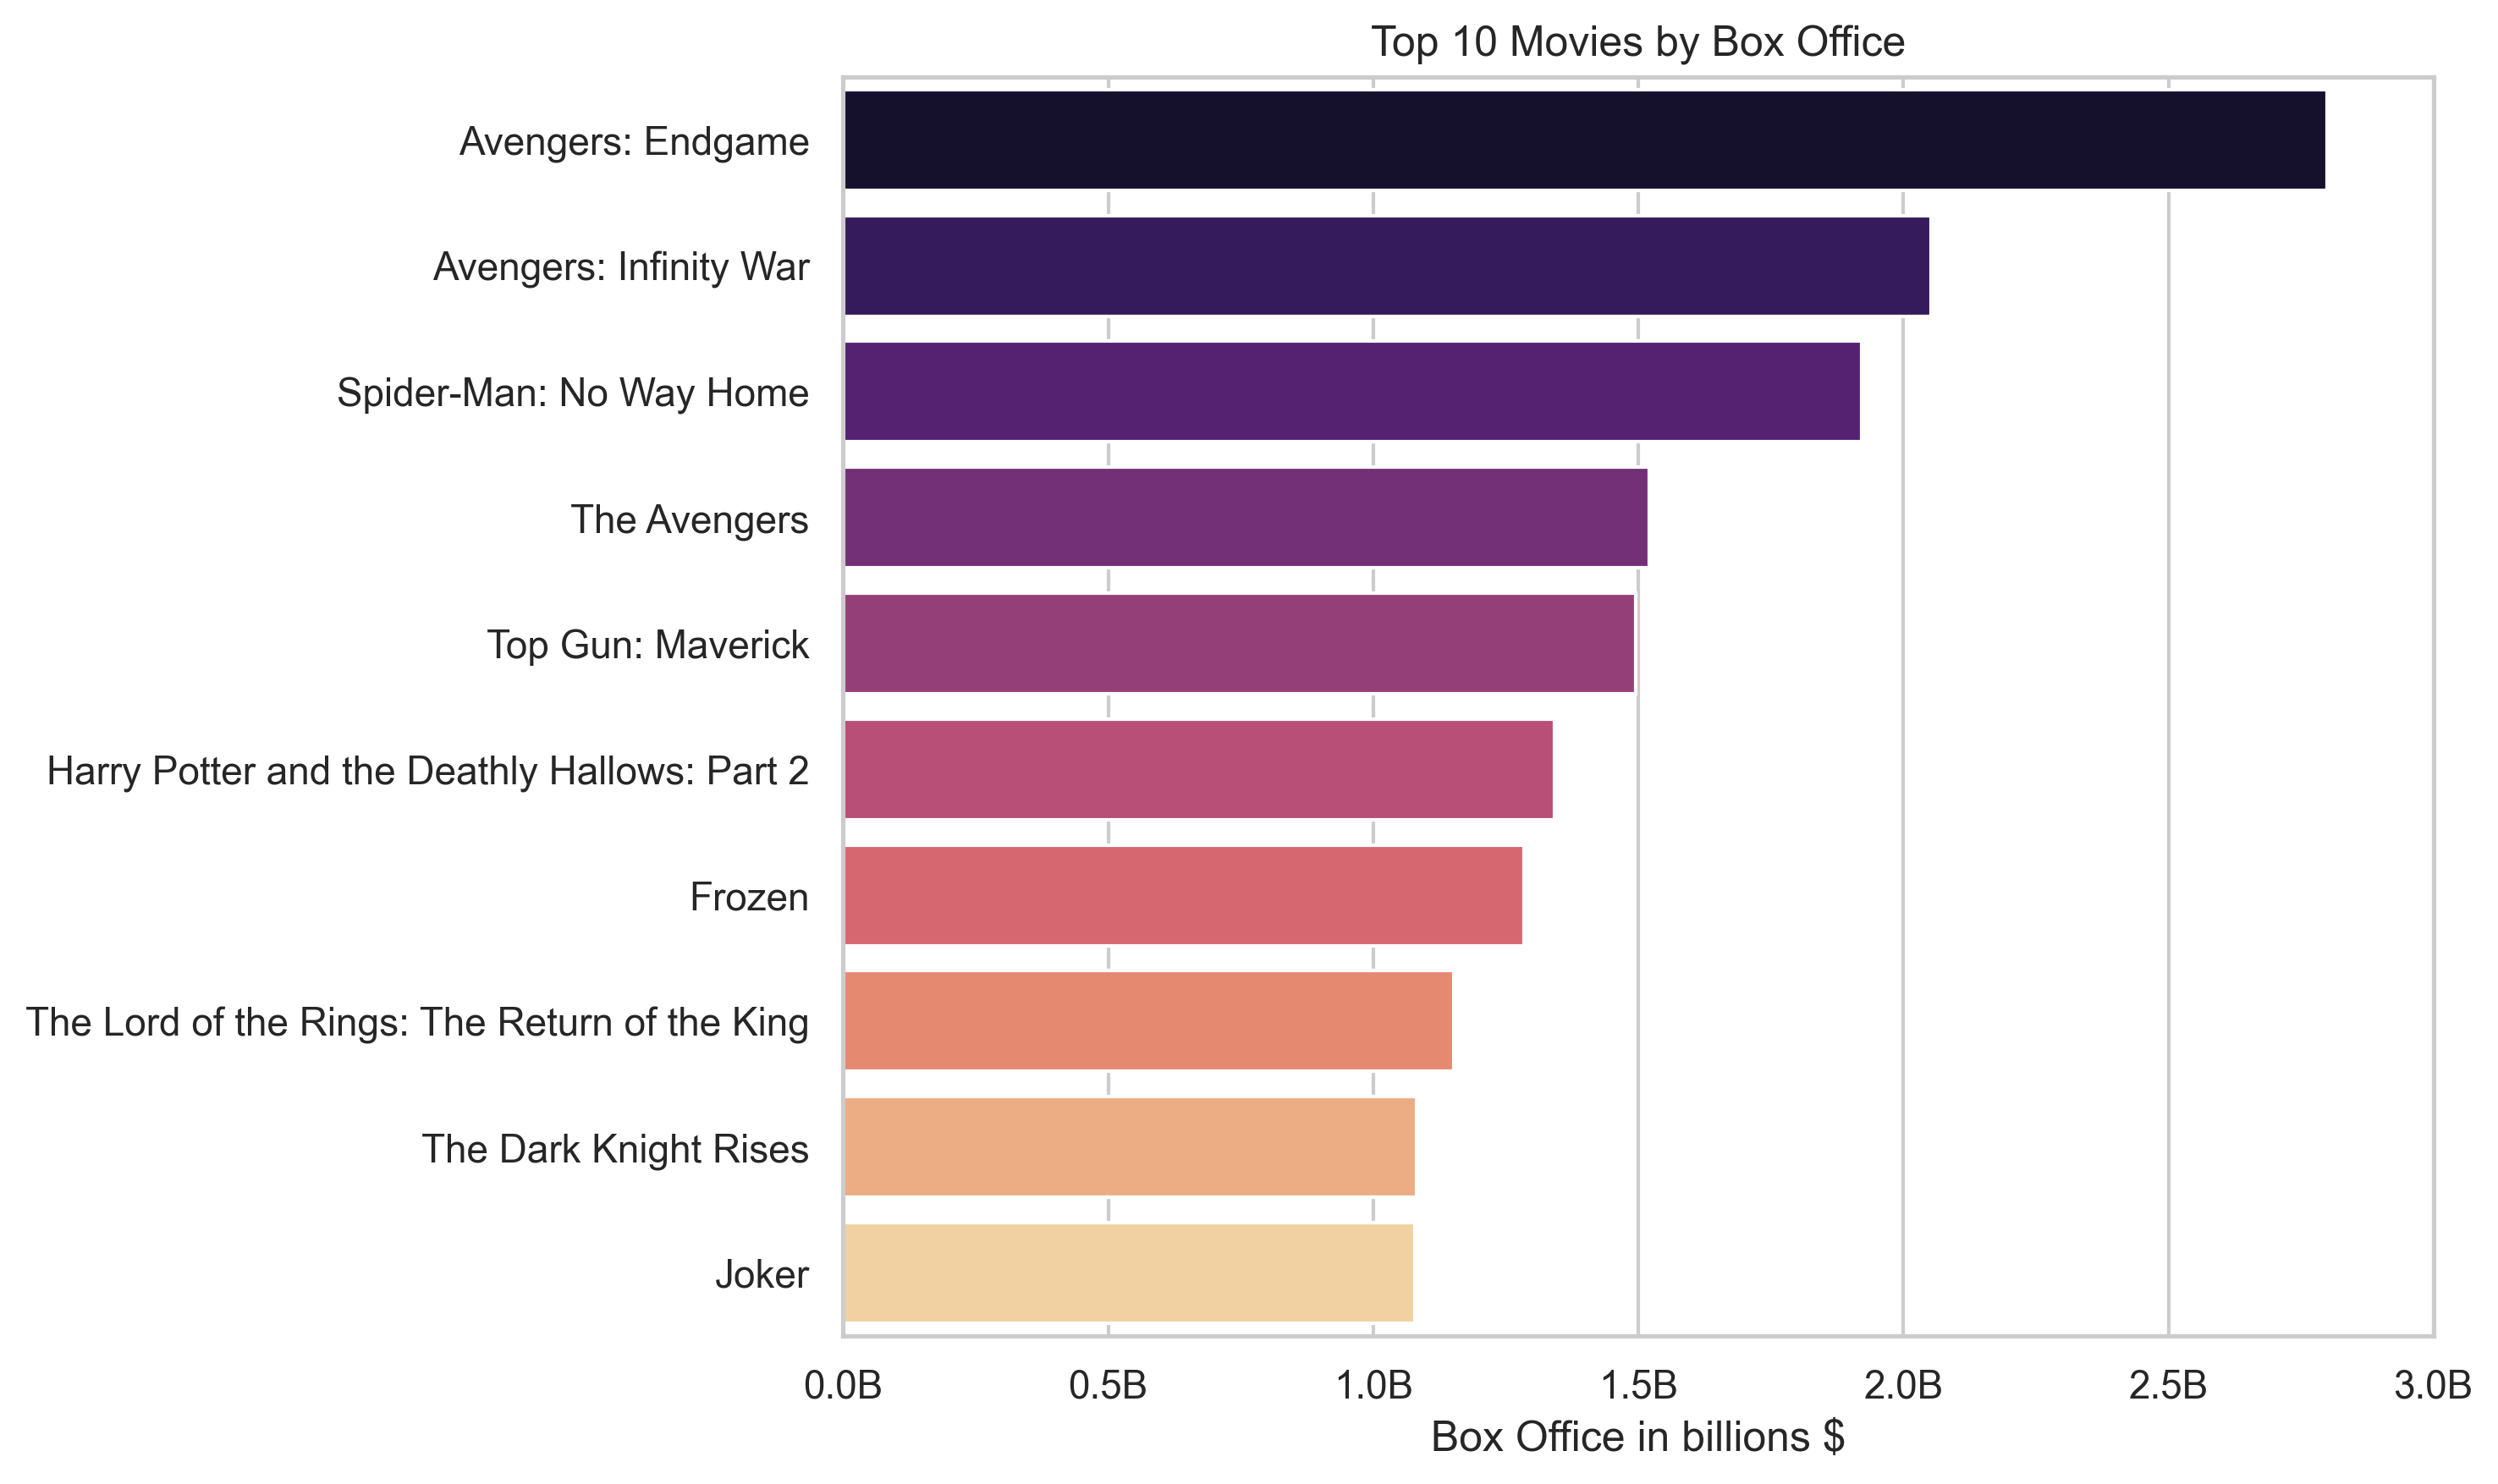 Top 10 Movies by Box Office
Avengers: Endgame
Avengers: Infinity War
Spider-Man: No Way Home
The Avengers
Top Gun: Maverick
Harry Potter and the Deathly Hallows: Part 2
Frozen
The Lord of the Rings: The Return of the King
The Dark Knight Rises
Joker
0.0B 0.5B 1.0B 1.5B 2.0B 2.5B 3.0B
Box Office in billions $